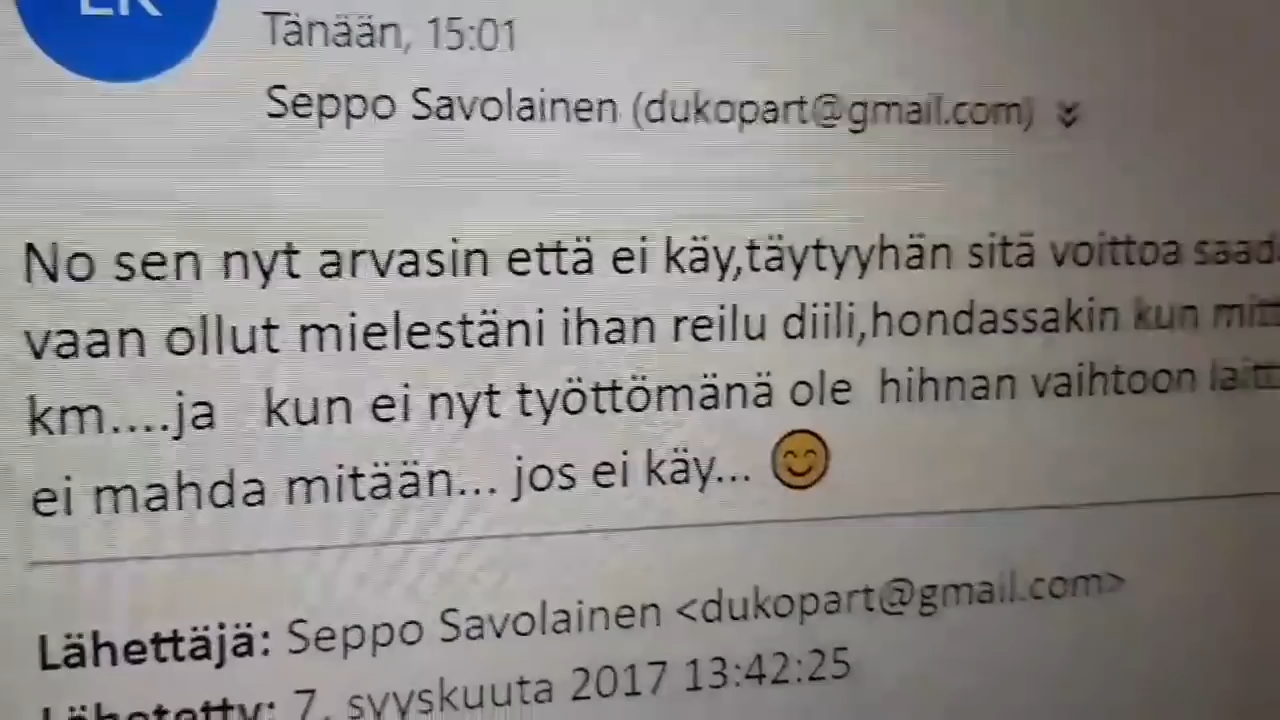 Tänään, 15:01
Seppo Savolainen (dukopart@gmail.com)
No sen nyt arvasin että ei käy,täytyyhän sitä voittoa
vaan ollut mielestäni ihan reilu diili,hondassakin kun
km....ja kun ei nyt työttömänä ole hihnan vaihtoon
ei mahda mitään... jos ei käy... 😊
Lähettäjä: Seppo Savolainen <dukopart@gmail.com>
Lähetetty: 7. syyskuuta 2017 13:42:25